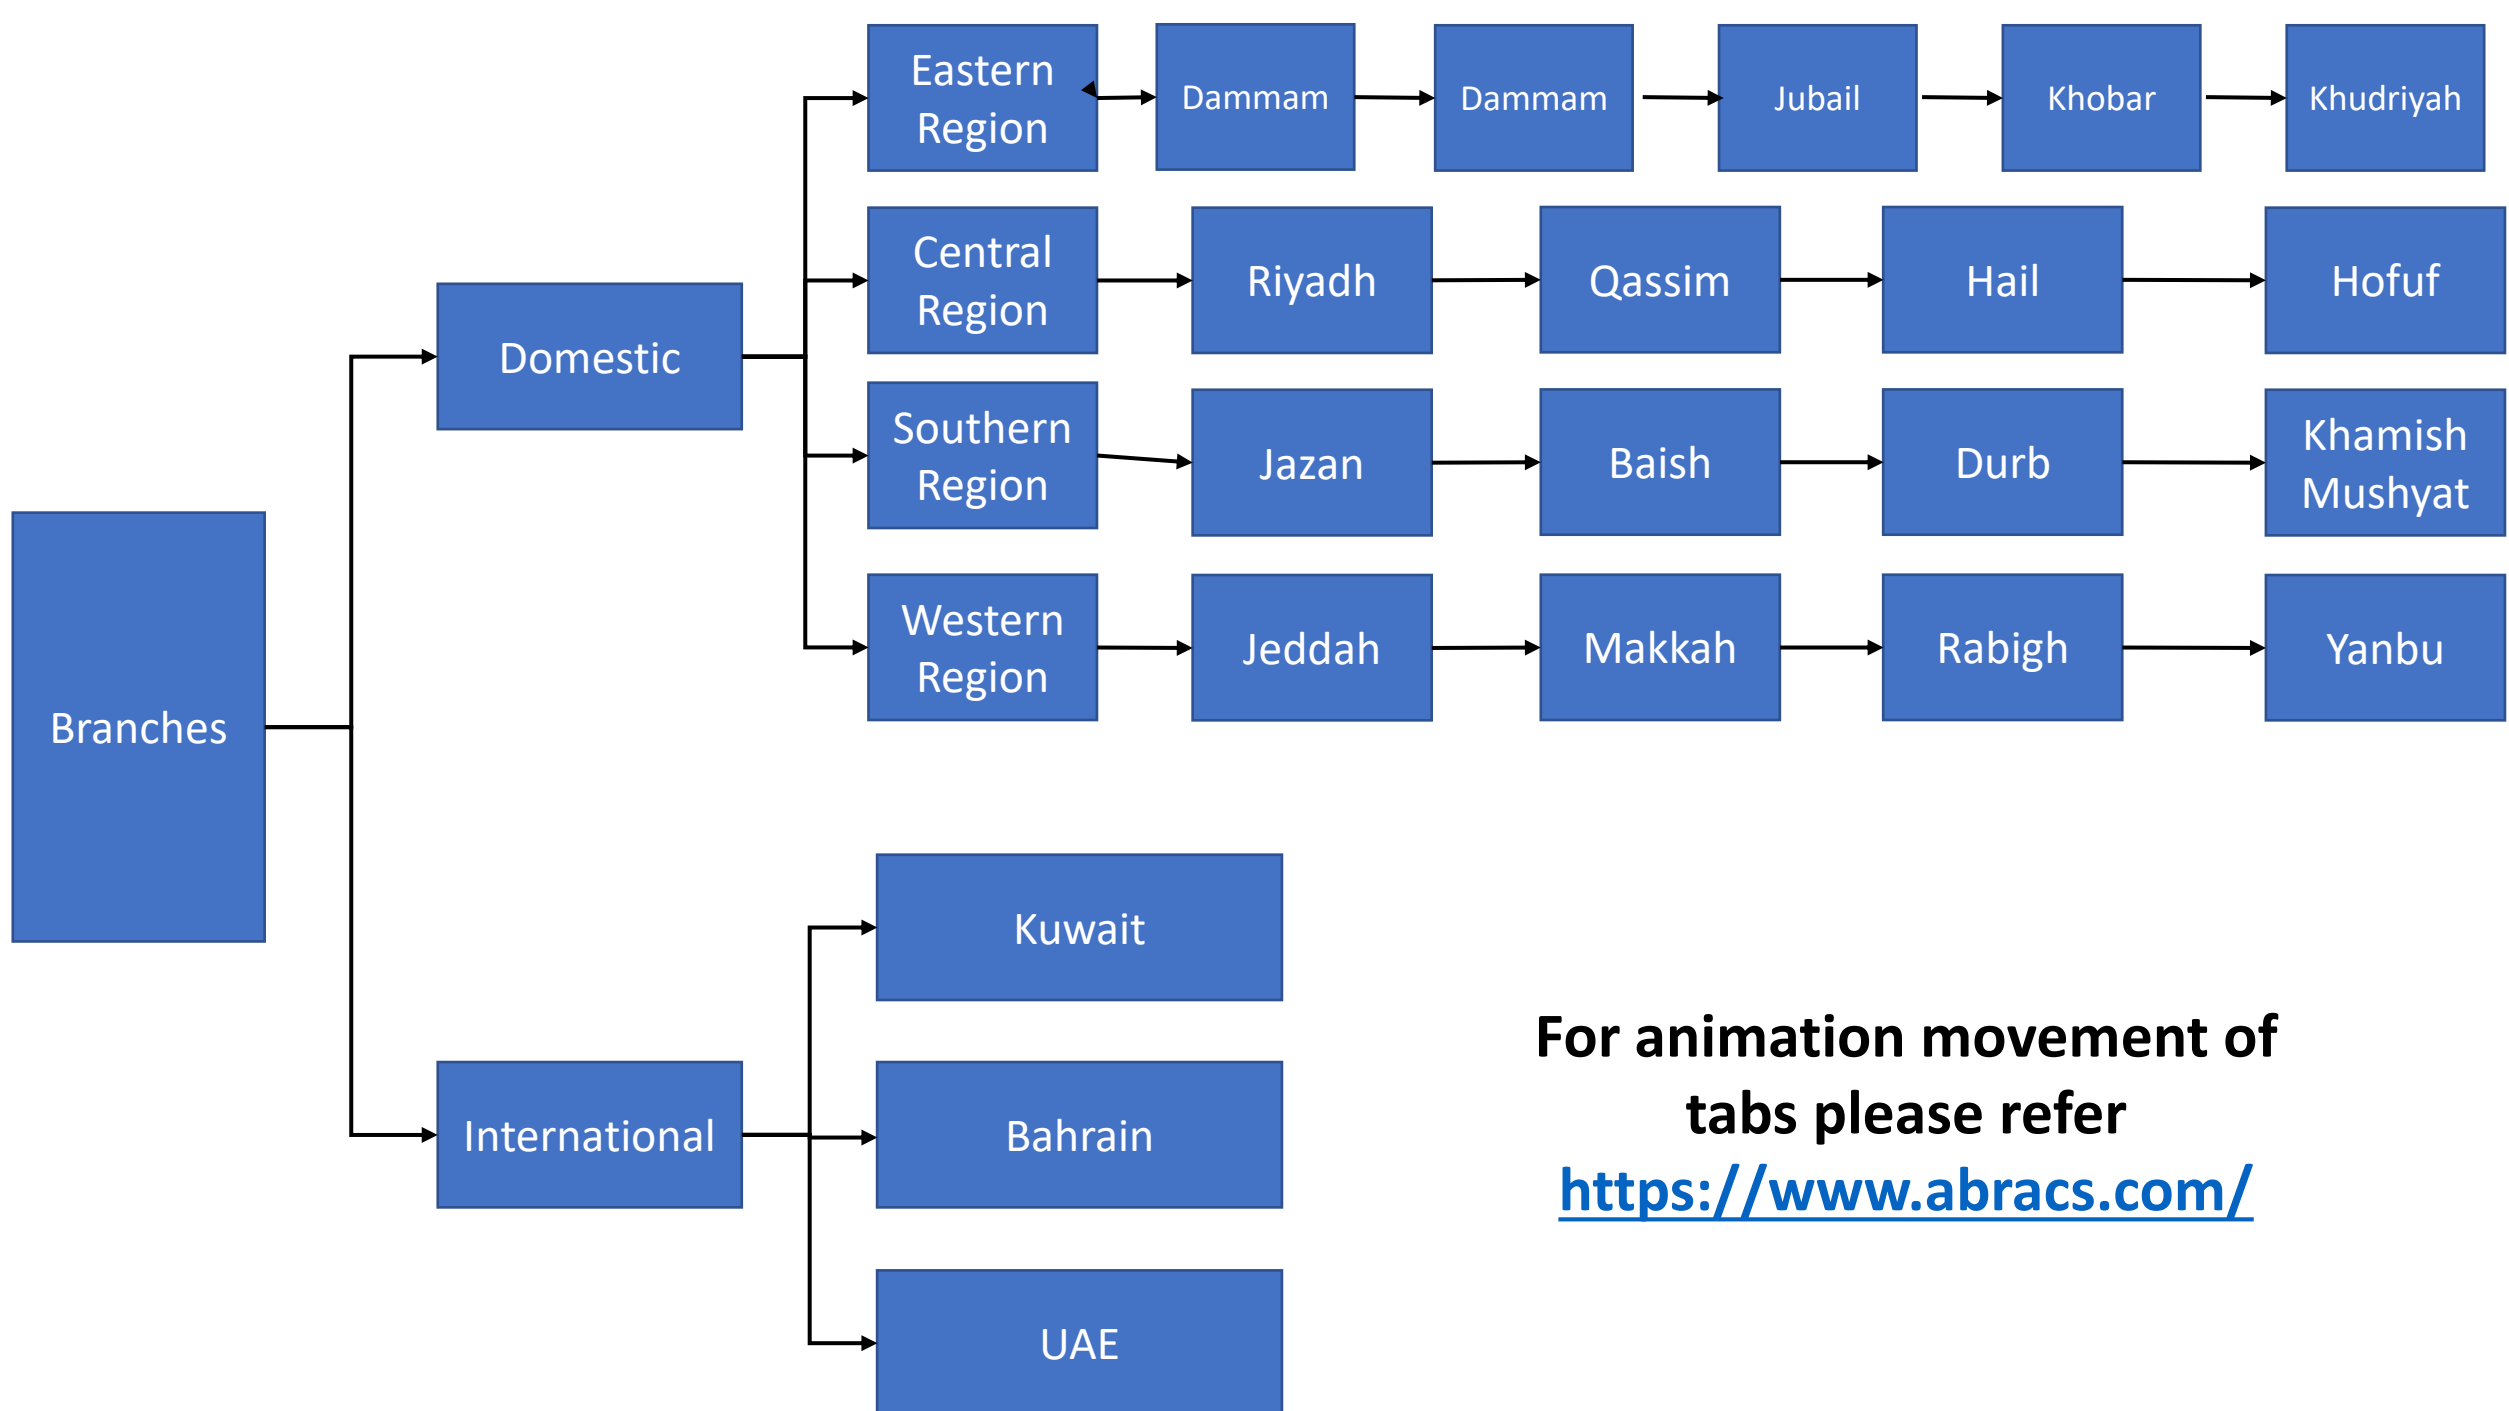 Eastern
Region
Dammam
Dammam
Jubail
Khobar
Khudriyah
Central
Region
Riyadh
Qassim
Hail
Hofuf
Domestic
Southern
Region
Jazan
Baish
Durb
Khamish
Mushyat
Western
Region
Jeddah
Makkah
Rabigh
Yanbu
Branches
Kuwait
International
Bahrain
UAE
For animation movement of
tabs please refer
https://www.abracs.com/